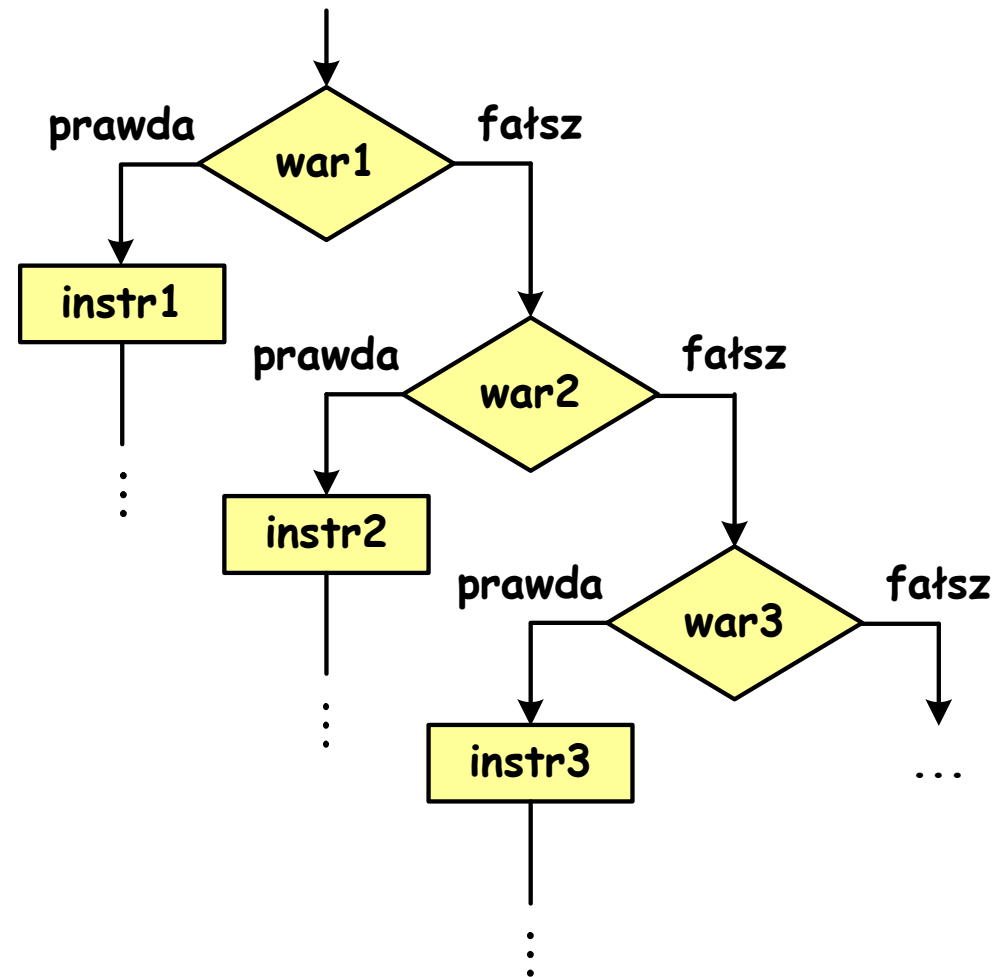 prawda
fałsz
war1
instr1
prawda
fałsz
war2
instr2
prawda
fałsz
war3
instr3
...